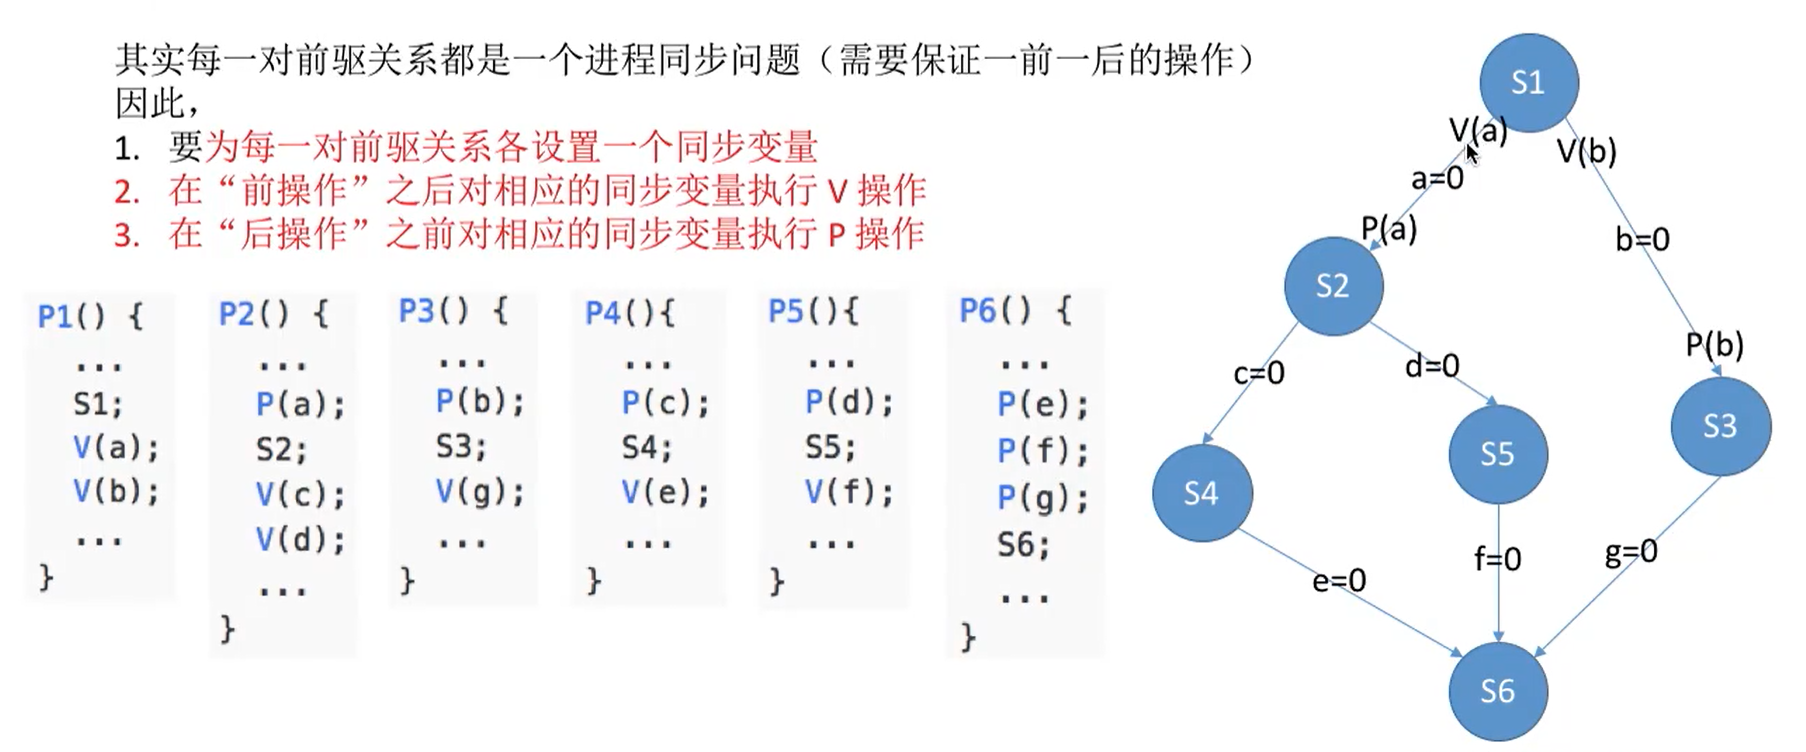 其实每一对前驱关系都是一个进程同步问题（需要保证一前一后的操作）
因此，
1. 要为每一对前驱关系各设置一个同步变量
2. 在“前操作”之后对相应的同步变量执行 V 操作
3. 在“后操作”之前对相应的同步变量执行 P 操作
P1() {
...
S1;
V(a);
V(b);
...
}
P2() {
...
P(a);
S2;
V(c);
V(d);
...
}
P3() {
...
P(b);
S3;
V(g);
...
}
P4(){
...
P(c);
S4;
V(e);
...
}
P5(){
...
P(d);
S5;
V(f);
...
}
P6() {
...
P(e);
P(f);
P(g);
S6;
...
}
S1
V(a)
V(b)
a=0
P(a)
b=0
S2
P(b)
c=0
d=0
S3
S5
S4
f=0
g=0
e=0
S6